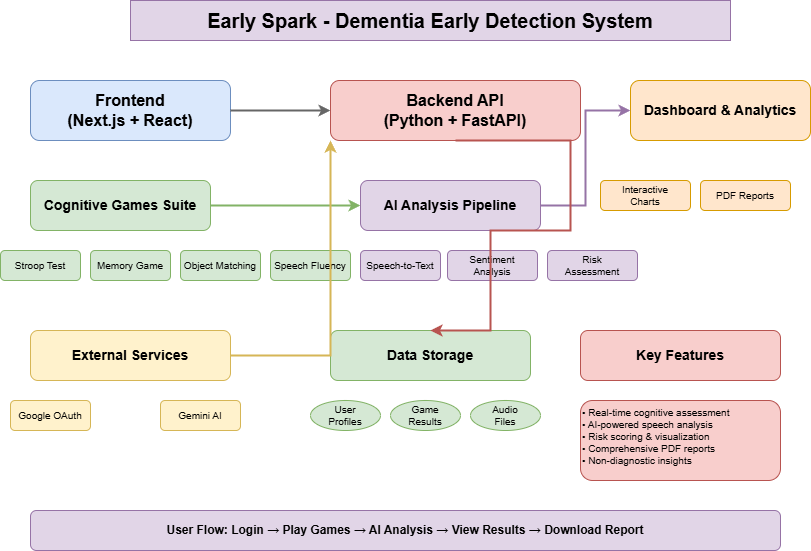 Early Spark - Dementia Early Detection System
Frontend
(Next.js + React)
Backend API
(Python + FastAPI)
Dashboard & Analytics
Interactive
Charts
PDF Reports
Cognitive Games Suite
AI Analysis Pipeline
Stroop Test
Memory Game
Object Matching
Speech Fluency
Speech-to-Text
Sentiment
Analysis
Risk
Assessment
External Services
Data Storage
Key Features
Google OAuth
Gemini AI
User
Profiles
Game
Results
Audio
Files
• Real-time cognitive assessment
• AI-powered speech analysis
• Risk scoring & visualization
• Comprehensive PDF reports
• Non-diagnostic insights
User Flow: Login → Play Games → AI Analysis → View Results → Download Report